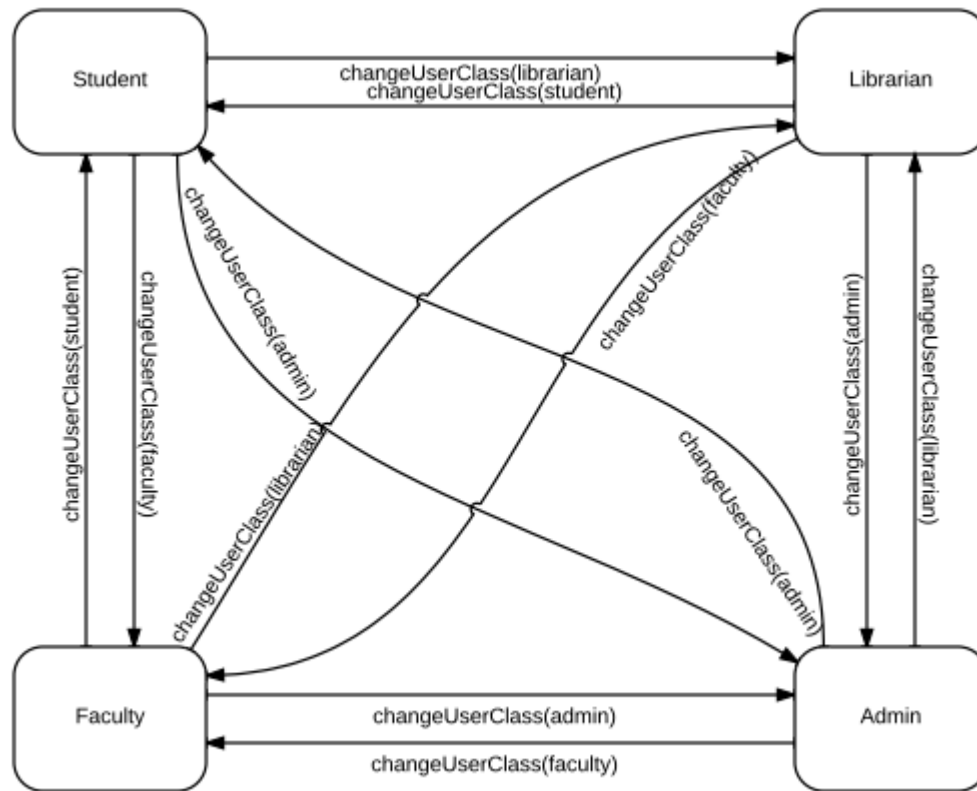 Student
Librarian
changeUserClass(librarian)
changeUserClass(student)
changeUserClass(admin)
changeUserClass(faculty)
changeUserClass(student)
changeUserClass(faculty)
changeUserClass(admin)
changeUserClass(librarian)
changeUserClass(librarian)
changeUserClass(admin)
Faculty
Admin
changeUserClass(admin)
changeUserClass(faculty)